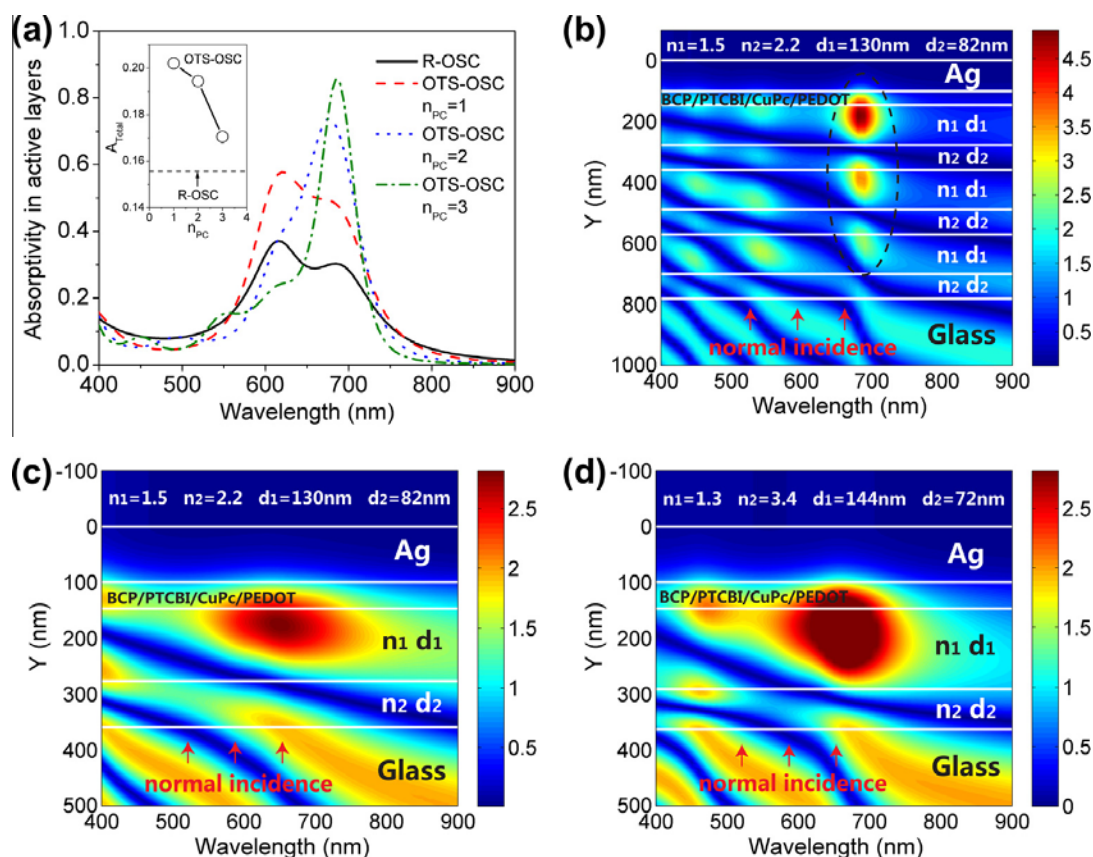 (a)
1.0
0.8
0.6
0.4
0.2
0.0
400 500 600 700 800 900
Wavelength (nm)
Absorptivity in active layers
OTS-OSC
0.20
0.18
0.16
0.14
A_Total
R-OSC
0 1 2 3 4
n_PC
R-OSC
OTS-OSC
n_PC=1
OTS-OSC
n_PC=2
OTS-OSC
n_PC=3
(b)
n1=1.5 n2=2.2 d1=130nm d2=82nm
Ag
BCP/PTCBI/CuPc/PEDOT
n1 d1
n2 d2
n1 d1
n2 d2
n1 d1
n2 d2
normal incidence
Glass
0
200
400
600
800
1000
Y (nm)
400 500 600 700 800 900
Wavelength (nm)
4.5
4
3.5
3
2.5
2
1.5
1
0.5
(c)
n1=1.5 n2=2.2 d1=130nm d2=82nm
Ag
BCP/PTCBI/CuPc/PEDOT
n1 d1
n2 d2
normal incidence
Glass
-100
0
100
200
300
400
500
Y (nm)
400 500 600 700 800 900
Wavelength (nm)
2.5
2
1.5
1
0.5
(d)
n1=1.3 n2=3.4 d1=144nm d2=72nm
Ag
BCP/PTCBI/CuPc/PEDOT
n1 d1
n2 d2
normal incidence
Glass
-100
0
100
200
300
400
500
Y (nm)
400 500 600 700 800 900
Wavelength (nm)
2.5
2
1.5
1
0.5
0